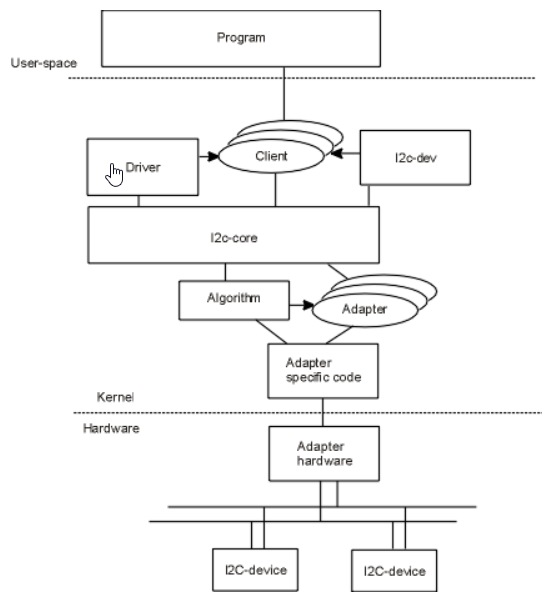 Program
User-space
Client
Driver
I2c-dev
I2c-core
Algorithm
Adapter
Adapter
specific code
Kernel
Hardware
Adapter
hardware
I2C-device
I2C-device